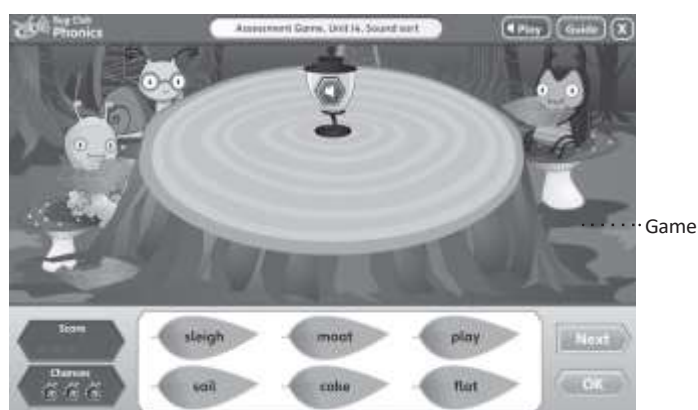 Bug Club
Phonics
Assessment Game, Unit 14, Sound sort
Play
Guide
X
Game
Score
Chances
sleigh
moat
play
sail
cake
flat
Next
OK